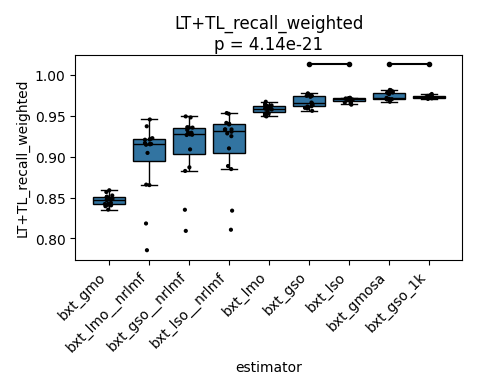 LT+TL_recall_weighted
p = 4.14e-21
LT+TL_recall_weighted
1.00
0.95
0.90
0.85
0.80
bxt_gmo
bxt_lmo__nrlmf
bxt_gso__nrlmf
bxt_lso__nrlmf
bxt_lmo
bxt_gso
bxt_lso
bxt_gmosa
bxt_gso_1k
estimator